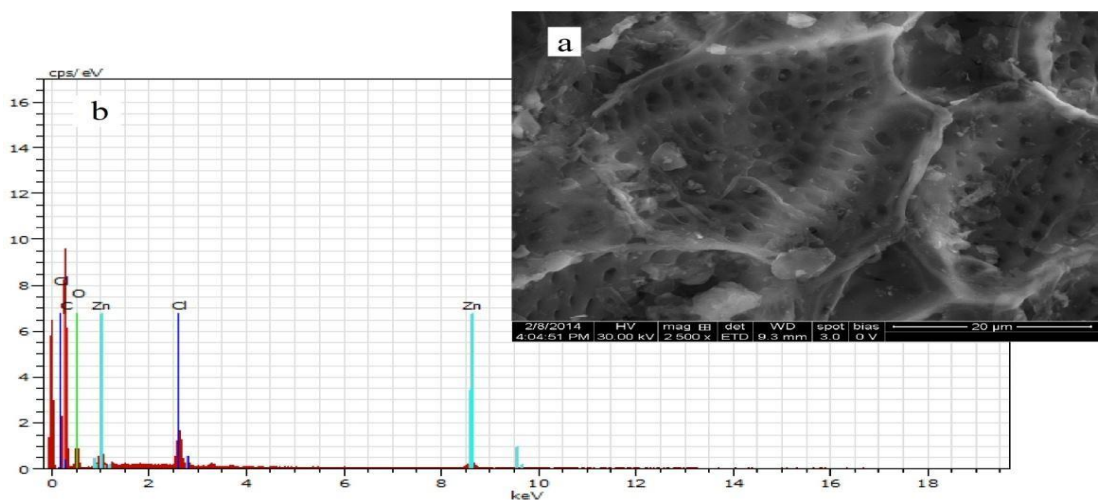 a
cps/eV
b
16
14
12
10
8
6
4
2
0
Cl
C
O
Zn
Cl
Zn
0 2 4 6 8 10 12 14 16 18
keV
2/8/2014 HV mag det WD spot bias 20 µm
4:04:51 PM 30.00 kV 2 500 x ETD 9.3 mm 3.0 0 V